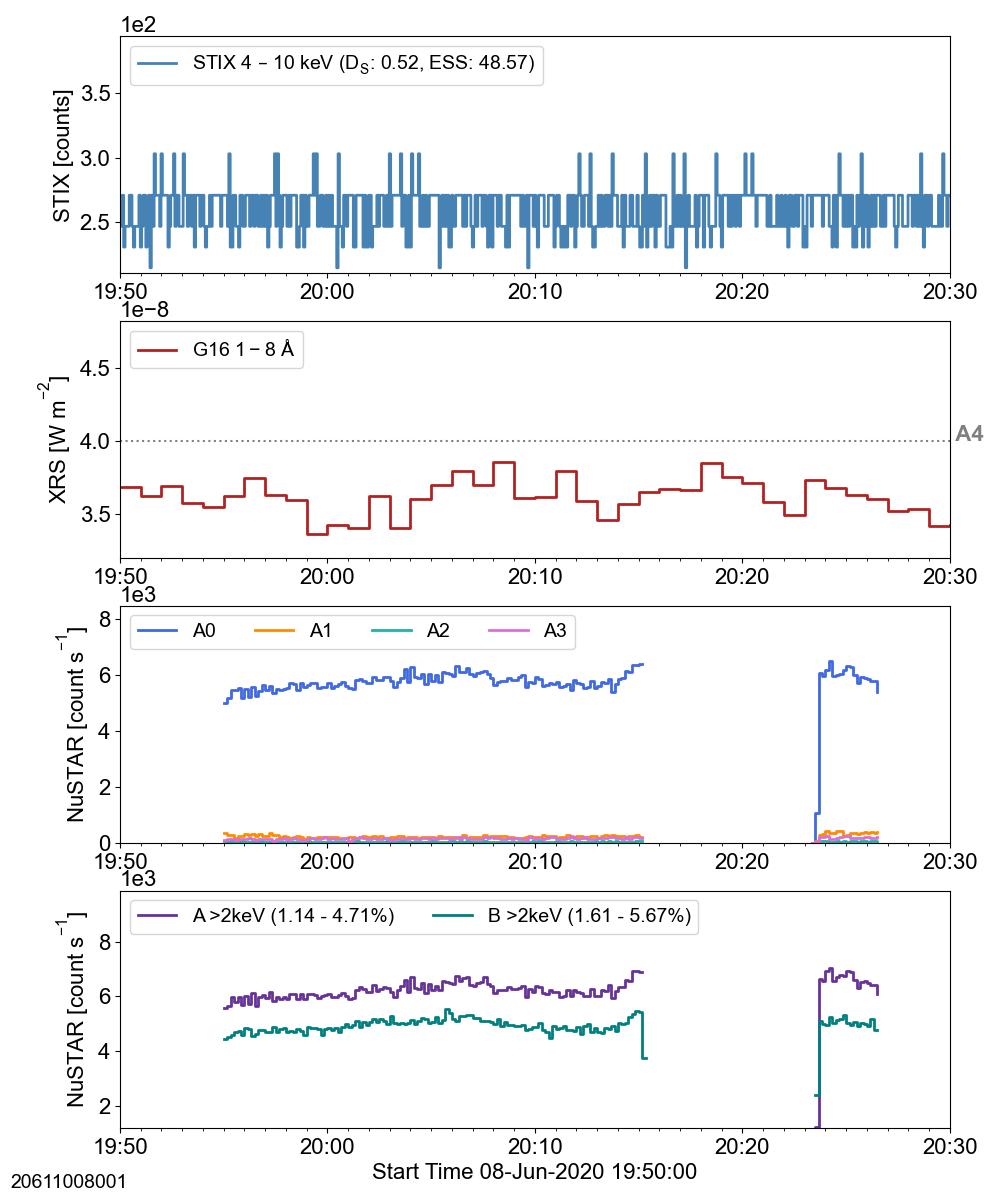 1e2
STIX 4 – 10 keV (D_S: 0.52, ESS: 48.57)
STIX [counts]
3.5
3.0
2.5
19:50 20:00 20:10 20:20 20:30
1e−8
G16 1 – 8 Å
XRS [W m⁻²]
4.5
4.0
3.5
A4
19:50 20:00 20:10 20:20 20:30
1e3
A0 A1 A2 A3
NuSTAR [count s⁻¹]
8
6
4
2
0
19:50 20:00 20:10 20:20 20:30
1e3
A >2keV (1.14 - 4.71%) B >2keV (1.61 - 5.67%)
NuSTAR [count s⁻¹]
8
6
4
2
19:50 20:00 20:10 20:20 20:30
Start Time 08-Jun-2020 19:50:00
20611008001